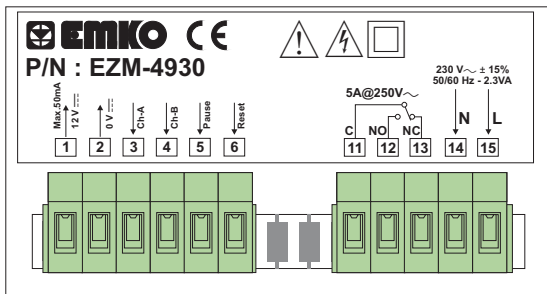 EMKO CE
P/N : EZM-4930
Max.50mA
12 V
0 V
Ch-A
Ch-B
Pause
Reset
1 2 3 4 5 6
5A@250V
C NO NC
11 12 13
230 V ± 15%
50/60 Hz - 2.3VA
N L
14 15